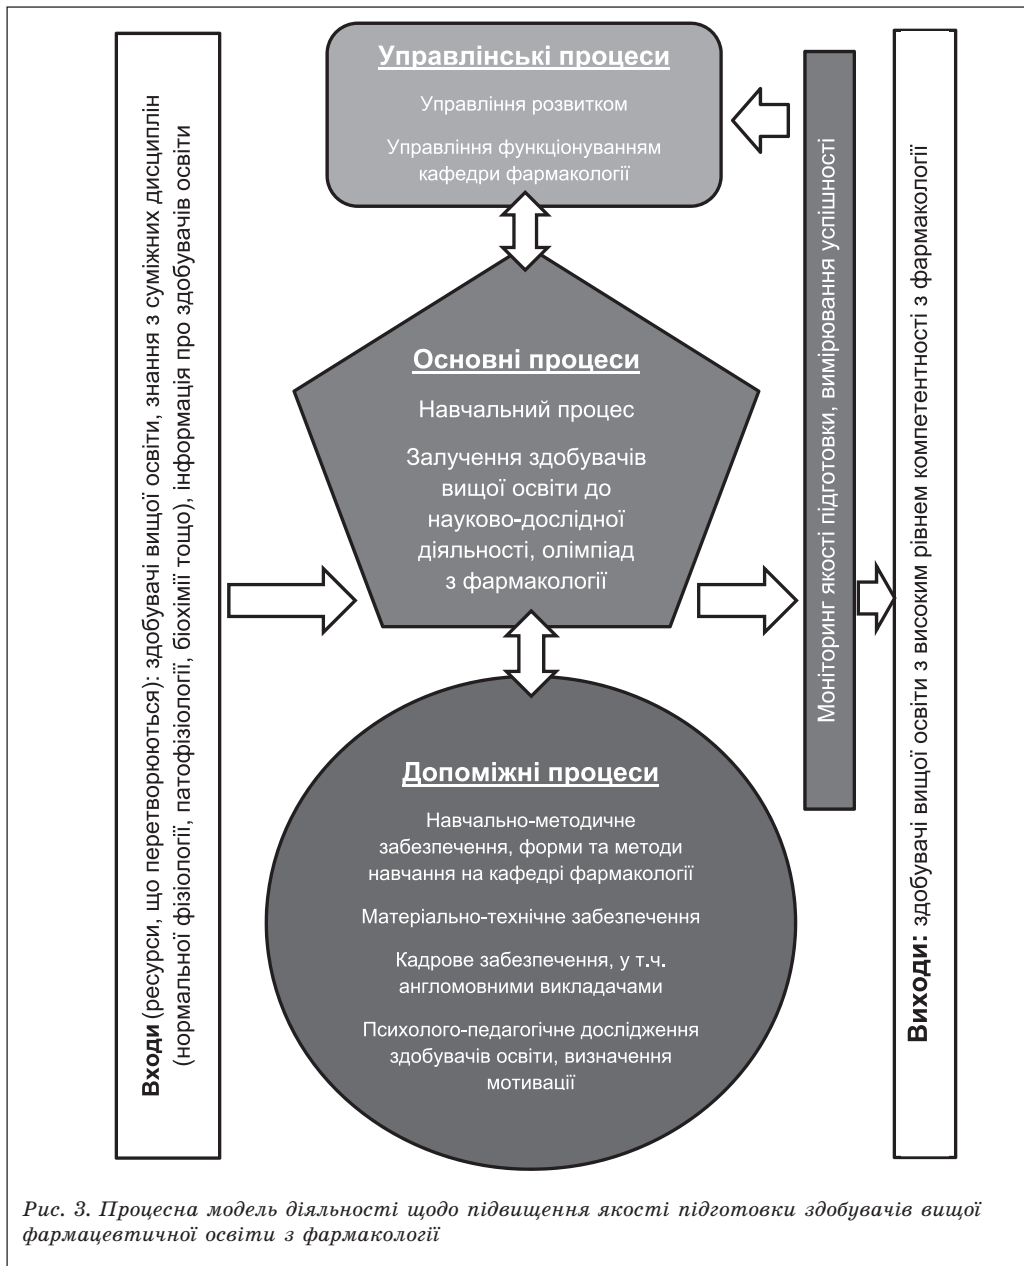 Входи (ресурси, що перетворюються): здобувачі вищої освіти, знання з суміжних дисциплін
(нормальної фізіології, патофізіології, біохімії тощо), інформація про здобувачів освіти
Управлінські процеси
Управління розвитком
Управління функціонуванням
кафедри фармакології
Основні процеси
Навчальний процес
Залучення здобувачів
вищої освіти до
науково-дослідної
діяльності, олімпіад
з фармакології
Допоміжні процеси
Навчально-методичне
забезпечення, форми та методи
навчання на кафедрі фармакології
Матеріально-технічне забезпечення
Кадрове забезпечення, у т.ч.
англомовними викладачами
Психолого-педагогічне дослідження
здобувачів освіти, визначення
мотивації
Моніторинг якості підготовки, вимірювання успішності
Виходи: здобувачі вищої освіти з високим рівнем компетентності з фармакології
Рис. 3. Процесна модель діяльності щодо підвищення якості підготовки здобувачів вищої
фармацевтичної освіти з фармакології